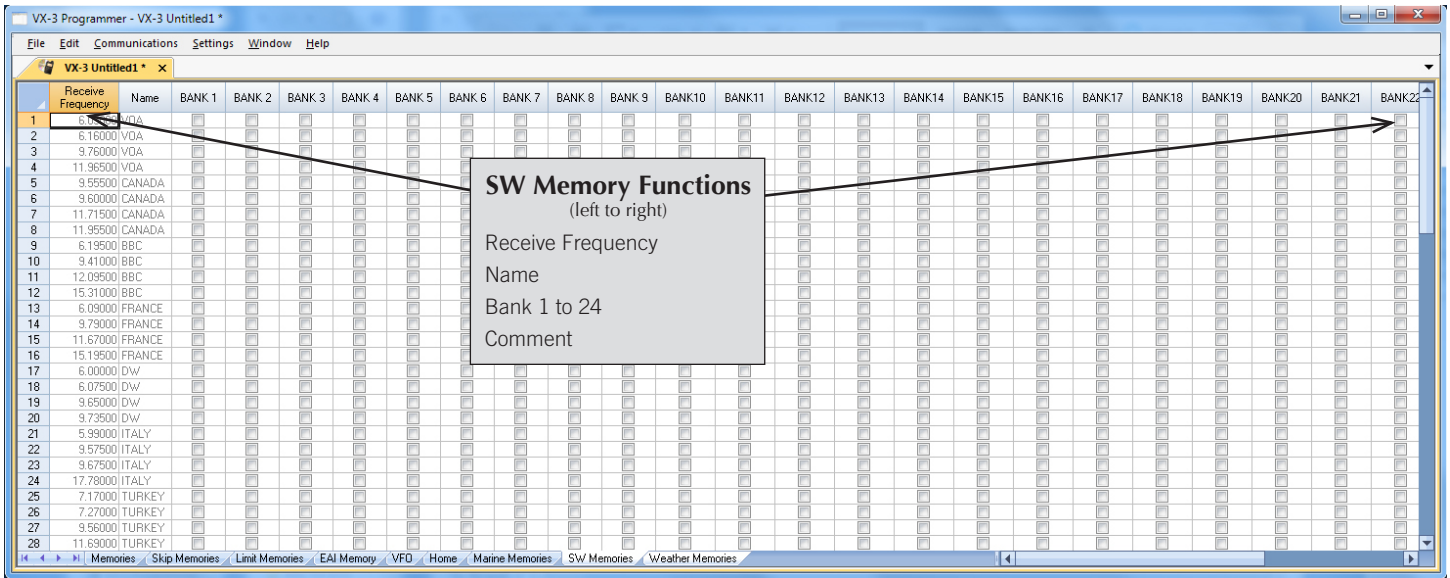 VX-3 Programmer - VX-3 Untitled1 *
File Edit Communications Settings Window Help
VX-3 Untitled1 * x
Receive Frequency Name BANK 1 BANK 2 BANK 3 BANK 4 BANK 5 BANK 6 BANK 7 BANK 8 BANK 9 BANK10 BANK11 BANK12 BANK13 BANK14 BANK15 BANK16 BANK17 BANK18 BANK19 BANK20 BANK21 BANK22
1 VOA
2 6.16000 VOA
3 9.76000 VOA
4 11.96500 VOA
5 9.55500 CANADA
6 9.60000 CANADA
7 11.71500 CANADA
8 11.95500 CANADA
9 6.19500 BBC
10 9.41000 BBC
11 12.09500 BBC
12 15.31000 BBC
13 6.09000 FRANCE
14 9.79000 FRANCE
15 11.67000 FRANCE
16 15.19500 FRANCE
17 6.00000 DW
18 6.07500 DW
19 9.65000 DW
20 9.73500 DW
21 5.99000 ITALY
22 9.57500 ITALY
23 9.67500 ITALY
24 17.78000 ITALY
25 7.17000 TURKEY
26 7.27000 TURKEY
27 9.56000 TURKEY
28 11.69000 TURKEY
SW Memory Functions
(left to right)
Receive Frequency
Name
Bank 1 to 24
Comment
Memories Skip Memories Limit Memories EAI Memory VFO Home Marine Memories SW Memories Weather Memories